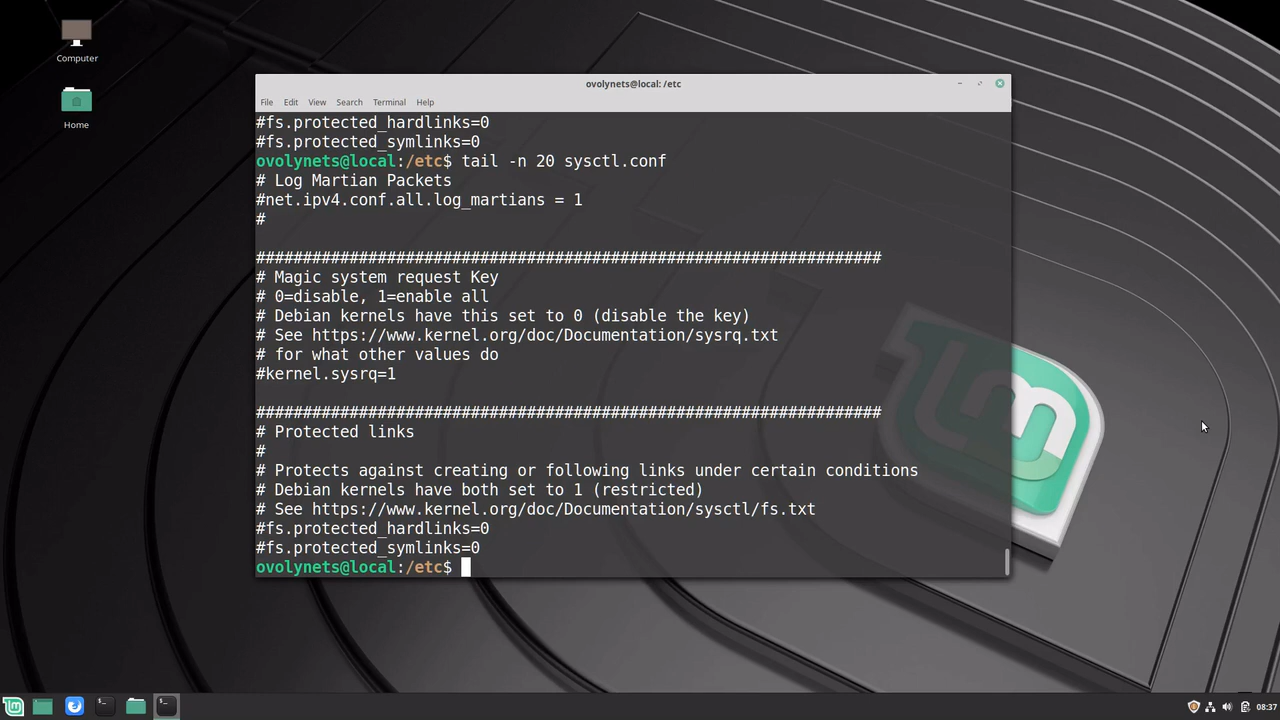 Computer
Home
ovolynets@local: /etc
File Edit View Search Terminal Help
#fs.protected_hardlinks=0
#fs.protected_symlinks=0
ovolynets@local:/etc$ tail -n 20 sysctl.conf
# Log Martian Packets
#net.ipv4.conf.all.log_martians = 1
#
###################################################################
# Magic system request Key
# 0=disable, 1=enable all
# Debian kernels have this set to 0 (disable the key)
# See https://www.kernel.org/doc/Documentation/sysrq.txt
# for what other values do
#kernel.sysrq=1
###################################################################
# Protected links
#
# Protects against creating or following links under certain conditions
# Debian kernels have both set to 1 (restricted)
# See https://www.kernel.org/doc/Documentation/sysctl/fs.txt
#fs.protected_hardlinks=0
#fs.protected_symlinks=0
ovolynets@local:/etc$
08:37